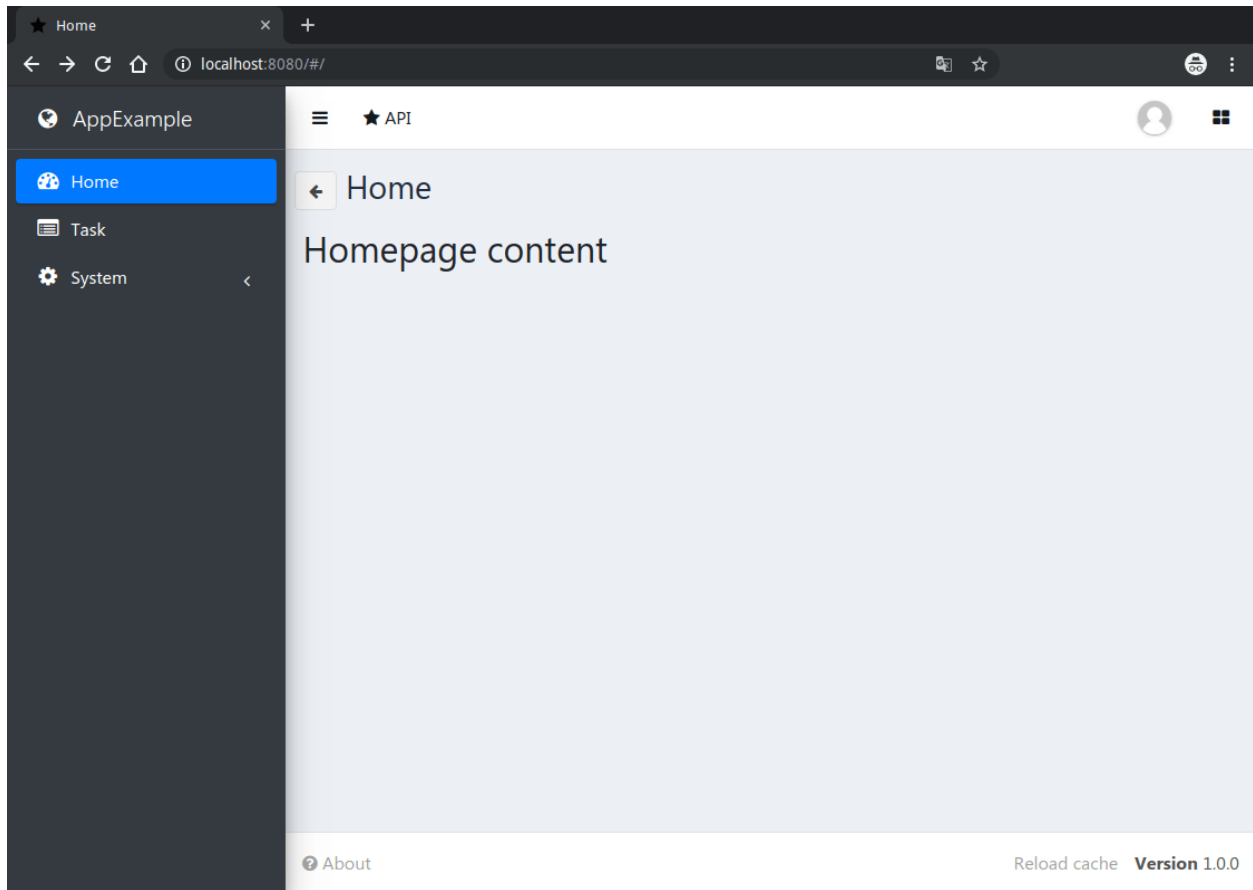 Home
localhost:8080/#/
AppExample
API
Home
Home
Task
Homepage content
System
About
Reload cache Version 1.0.0